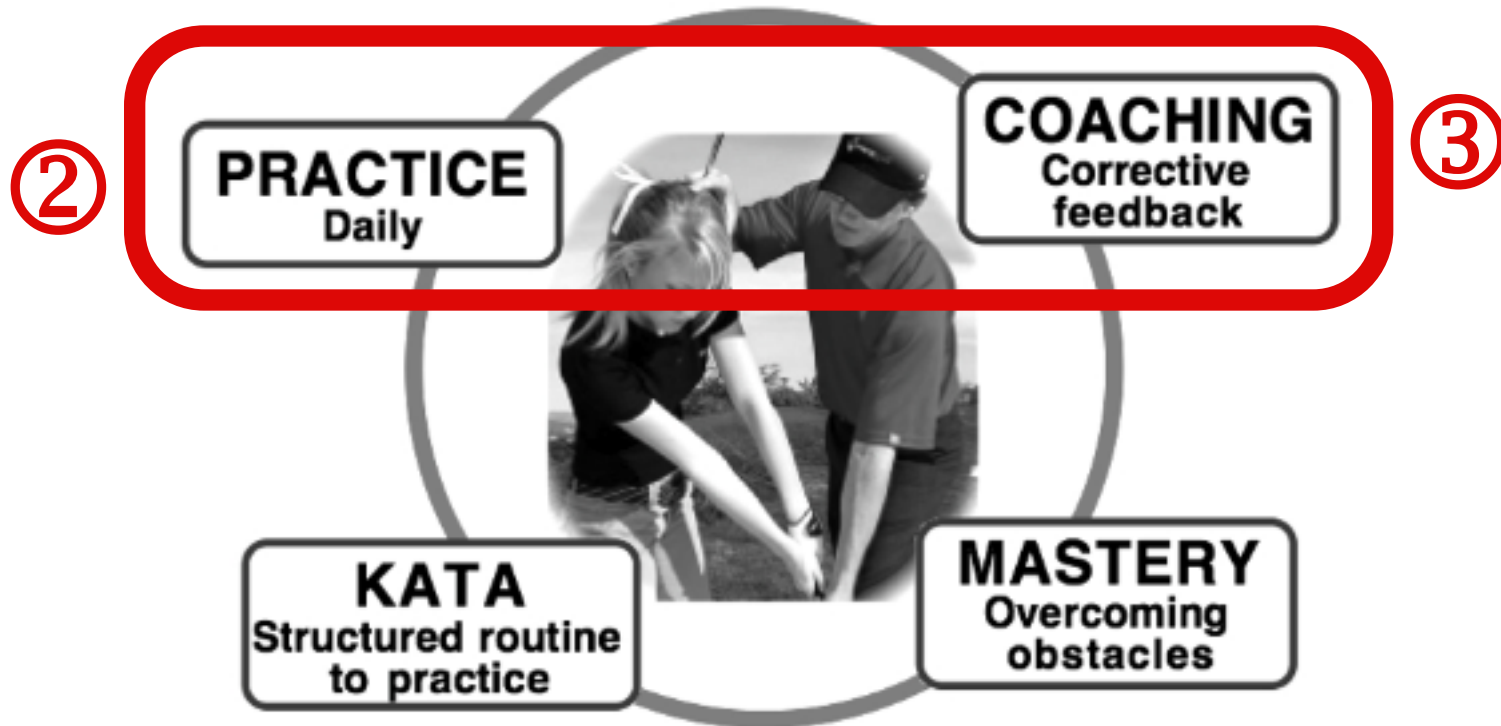 ②
PRACTICE
Daily
COACHING
Corrective
feedback
③
KATA
Structured routine
to practice
MASTERY
Overcoming
obstacles